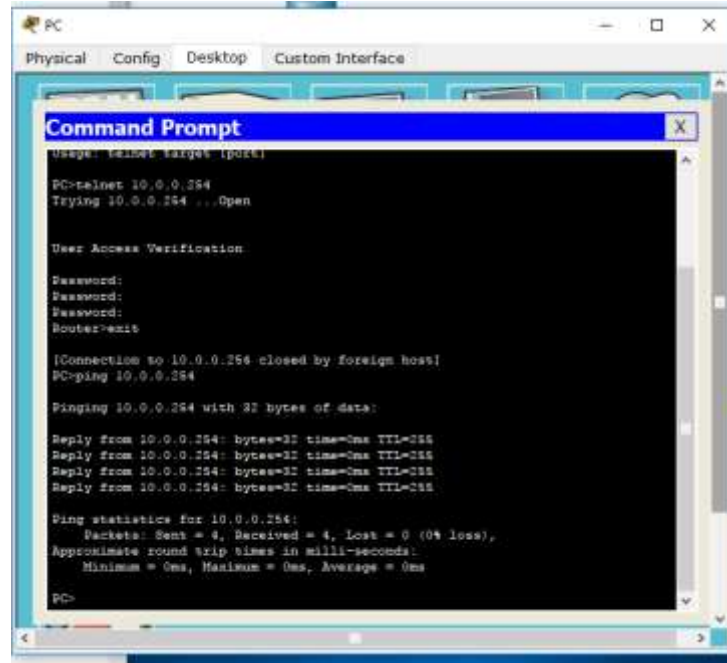 PC
Physical Config Desktop Custom Interface
Command Prompt
X
Usage: telnet target [port]
PC>telnet 10.0.0.254
Trying 10.0.0.254 ...Open
User Access Verification
Password:
Password:
Password:
Router>exit
[Connection to 10.0.0.254 closed by foreign host]
PC>ping 10.0.0.254
Pinging 10.0.0.254 with 32 bytes of data:
Reply from 10.0.0.254: bytes=32 time=0ms TTL=255
Reply from 10.0.0.254: bytes=32 time=0ms TTL=255
Reply from 10.0.0.254: bytes=32 time=0ms TTL=255
Reply from 10.0.0.254: bytes=32 time=0ms TTL=255
Ping statistics for 10.0.0.254:
Packets: Sent = 4, Received = 4, Lost = 0 (0% loss),
Approximate round trip times in milli-seconds:
Minimum = 0ms, Maximum = 0ms, Average = 0ms
PC>